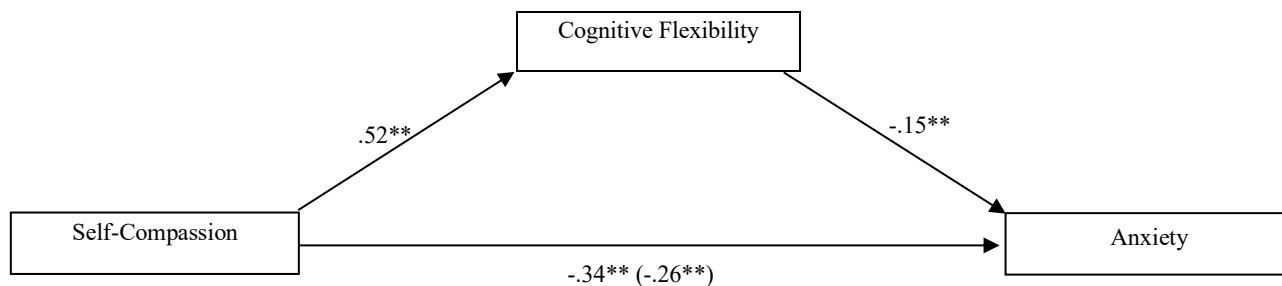 Cognitive Flexibility
.52**
-.15**
Self-Compassion
Anxiety
-.34** (-.26**)